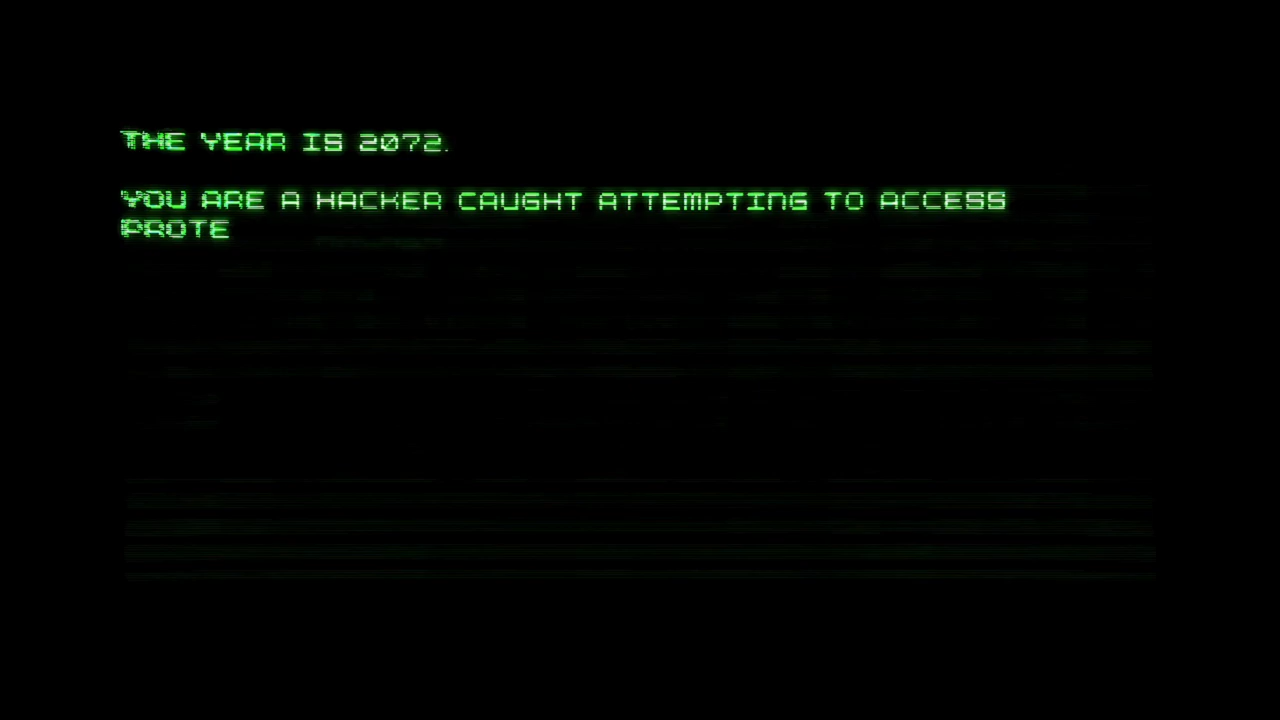 THE YEAR IS 2072.
YOU ARE A HACKER CAUGHT ATTEMPTING TO ACCESS
PROTE